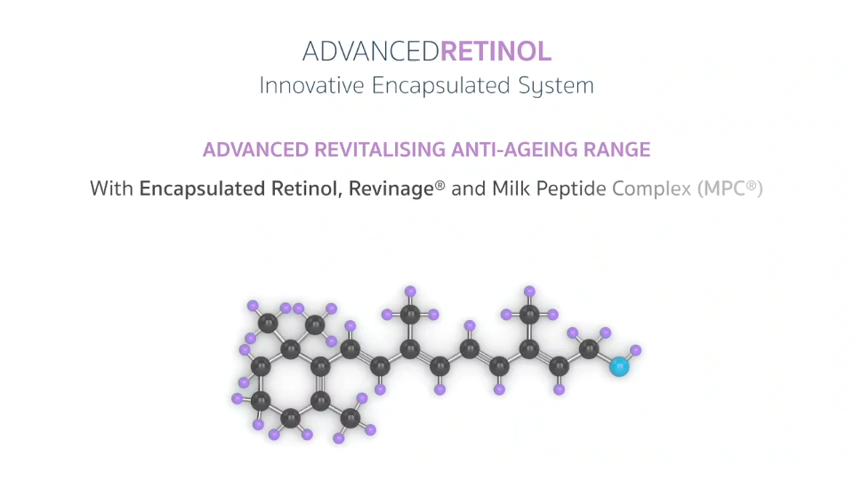 ADVANCEDRETINOL
Innovative Encapsulated System
ADVANCED REVITALISING ANTI-AGEING RANGE
With Encapsulated Retinol, Revinage® and Milk Peptide Complex (MPC®)